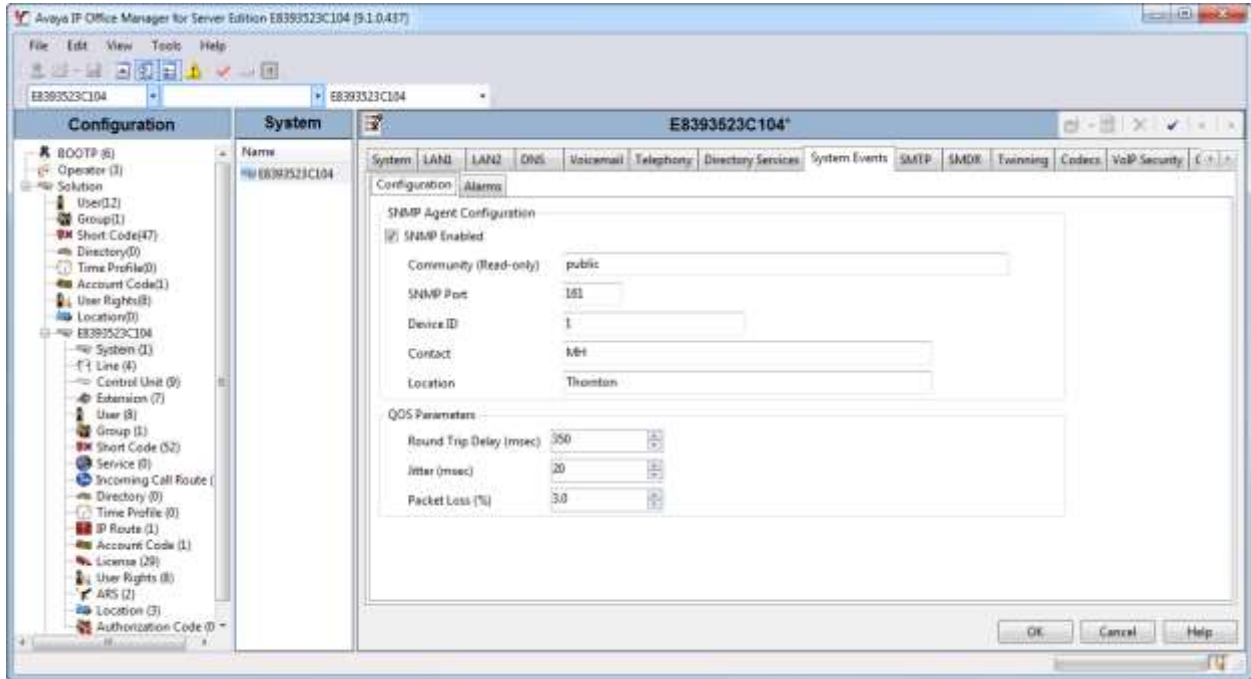 Avaya IP Office Manager for Server Edition E8393523C104 [9.1.0.437]
File Edit View Tools Help
E8393523C104 E8393523C104
Configuration
BOOTP (6)
Operator (3)
Solution
User(12)
Group(1)
Short Code(47)
Directory(0)
Time Profile(0)
Account Code(1)
User Rights(8)
Location(0)
E8393523C104
System (1)
Line (4)
Control Unit (9)
Extension (7)
User (8)
Group (1)
Short Code (52)
Service (0)
Incoming Call Route (
Directory (0)
Time Profile (0)
IP Route (1)
Account Code (1)
License (29)
User Rights (8)
ARS (2)
Location (3)
Authorization Code (0
System
Name
E8393523C104
E8393523C104*
System LAN1 LAN2 DNS Voicemail Telephony Directory Services System Events SMTP SMDR Twinning Codecs VoIP Security
Configuration Alarms
SNMP Agent Configuration
SNMP Enabled
Community (Read-only) public
SNMP Port 161
Device ID 1
Contact MH
Location Thornton
QOS Parameters
Round Trip Delay (msec) 350
Jitter (msec) 20
Packet Loss (%) 3.0
OK Cancel Help